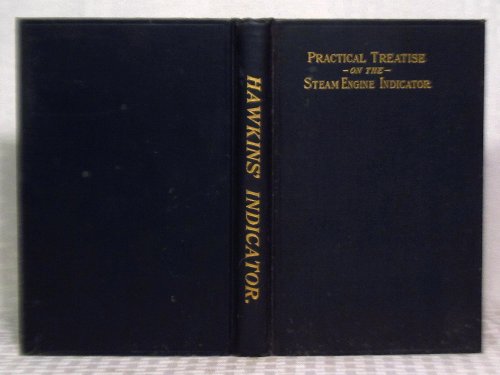 HAWKINS' INDICATOR.
PRACTICAL TREATISE
-ON THE-
STEAM ENGINE INDICATOR